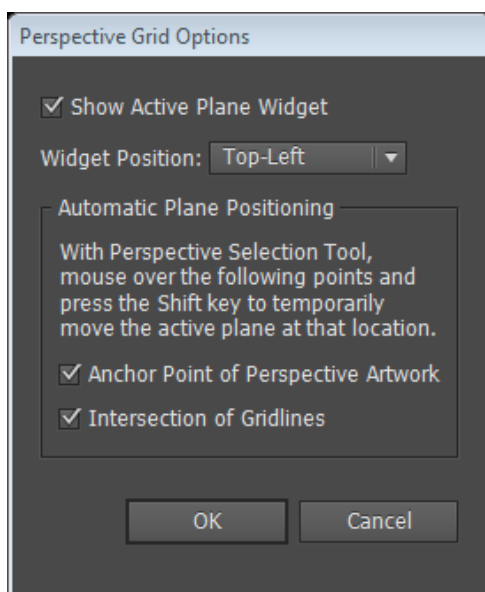 Perspective Grid Options
Show Active Plane Widget
Widget Position: Top-Left
Automatic Plane Positioning
With Perspective Selection Tool,
mouse over the following points and
press the Shift key to temporarily
move the active plane at that location.
Anchor Point of Perspective Artwork
Intersection of Gridlines
OK Cancel